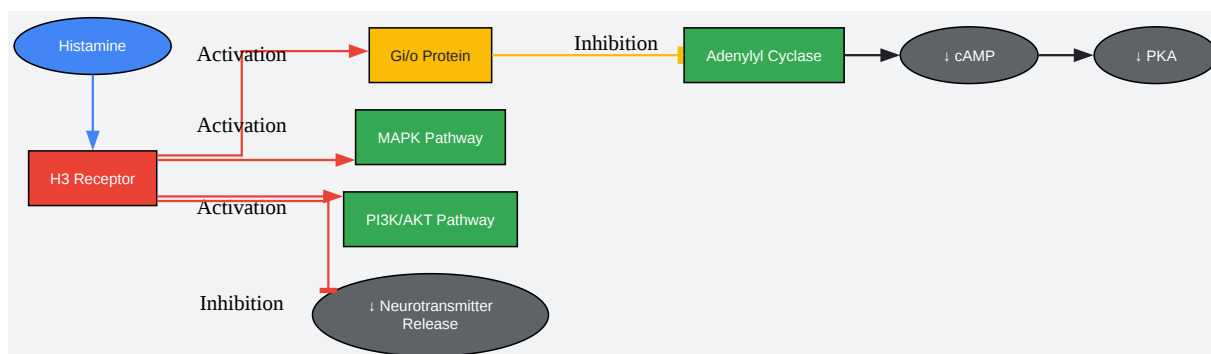 Histamine
Activation
Gi/o Protein
Inhibition
Adenylyl Cyclase
↓ cAMP
↓ PKA
Activation
MAPK Pathway
H3 Receptor
Activation
PI3K/AKT Pathway
Inhibition
↓ Neurotransmitter
Release